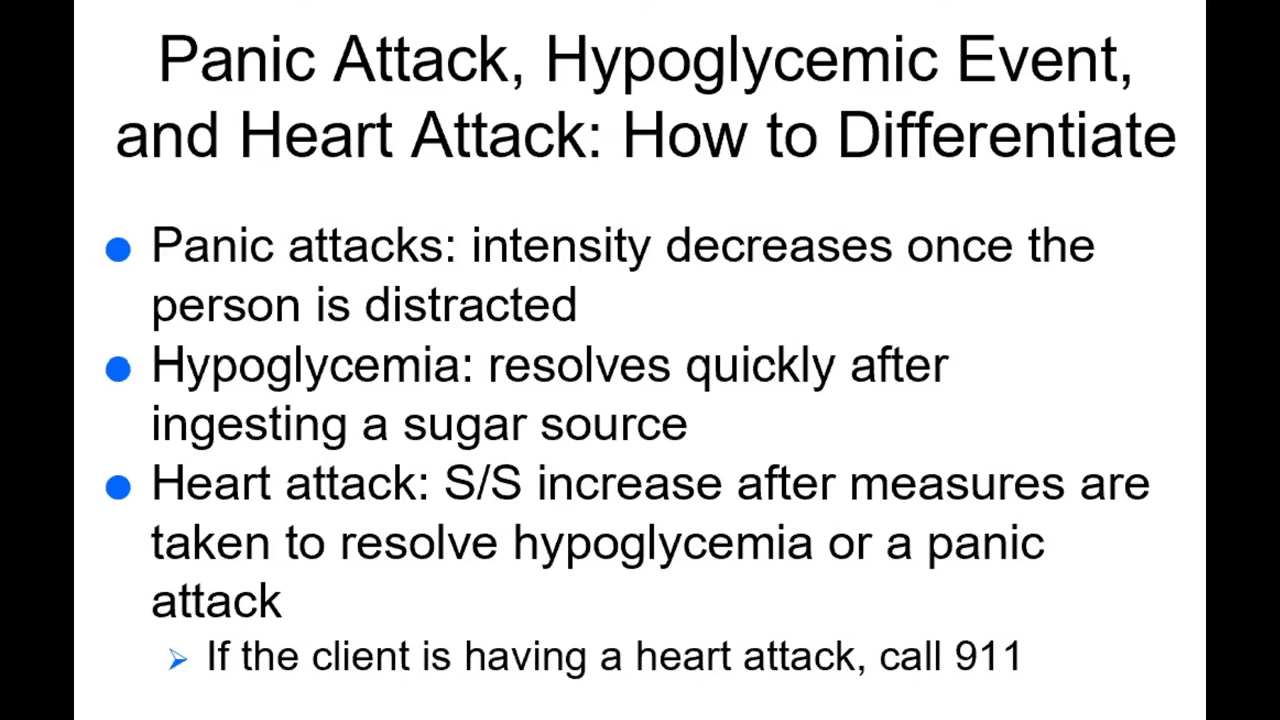 Panic Attack, Hypoglycemic Event,
and Heart Attack: How to Differentiate
Panic attacks: intensity decreases once the
person is distracted
Hypoglycemia: resolves quickly after
ingesting a sugar source
Heart attack: S/S increase after measures are
taken to resolve hypoglycemia or a panic
attack
If the client is having a heart attack, call 911